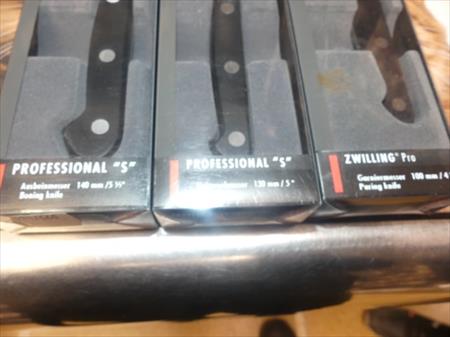 PROFESSIONAL "S"
Ausbeinmesser 140 mm/5 ½"
Boning knife
PROFESSIONAL "S"
130 mm/5"
ZWILLING® Pro
Garniermesser 100 mm/4
Paring knife